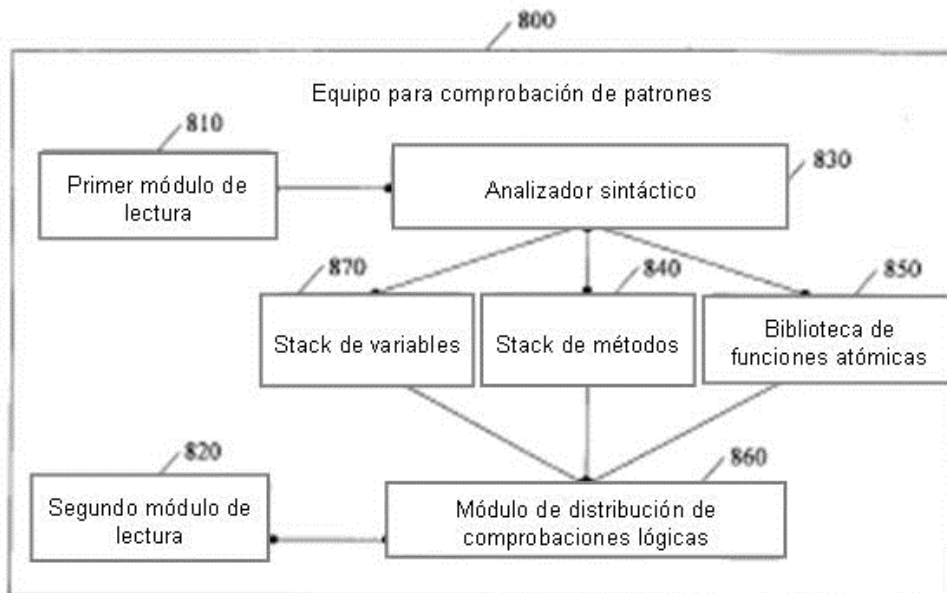 800
Equipo para comprobación de patrones
810
Primer módulo de
lectura
830
Analizador sintáctico
870
Stack de variables
840
Stack de métodos
850
Biblioteca de
funciones atómicas
820
Segundo módulo de
lectura
860
Módulo de distribución de
comprobaciones lógicas